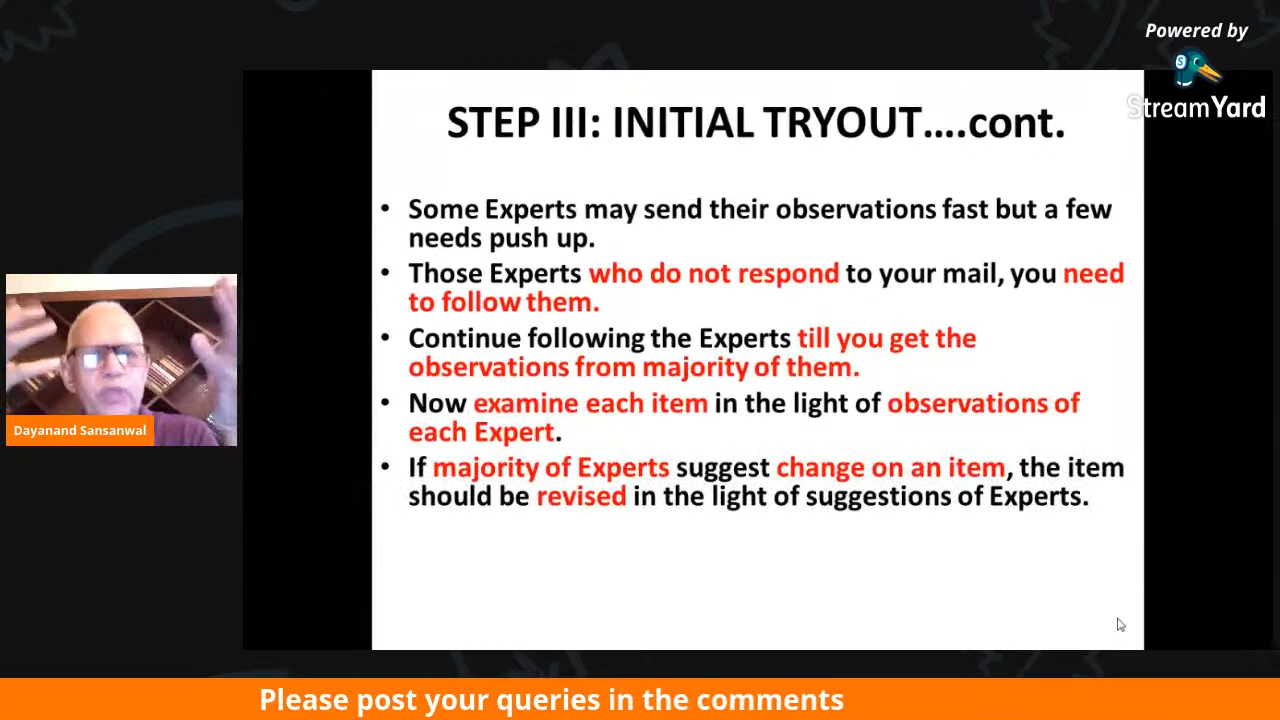 Powered by
StreamYard
STEP III: INITIAL TRYOUT....cont.
• Some Experts may send their observations fast but a few
needs push up.
• Those Experts who do not respond to your mail, you need
to follow them.
• Continue following the Experts till you get the
observations from majority of them.
• Now examine each item in the light of observations of
each Expert.
• If majority of Experts suggest change on an item, the item
should be revised in the light of suggestions of Experts.
Dayanand Sansanwal
Please post your queries in the comments